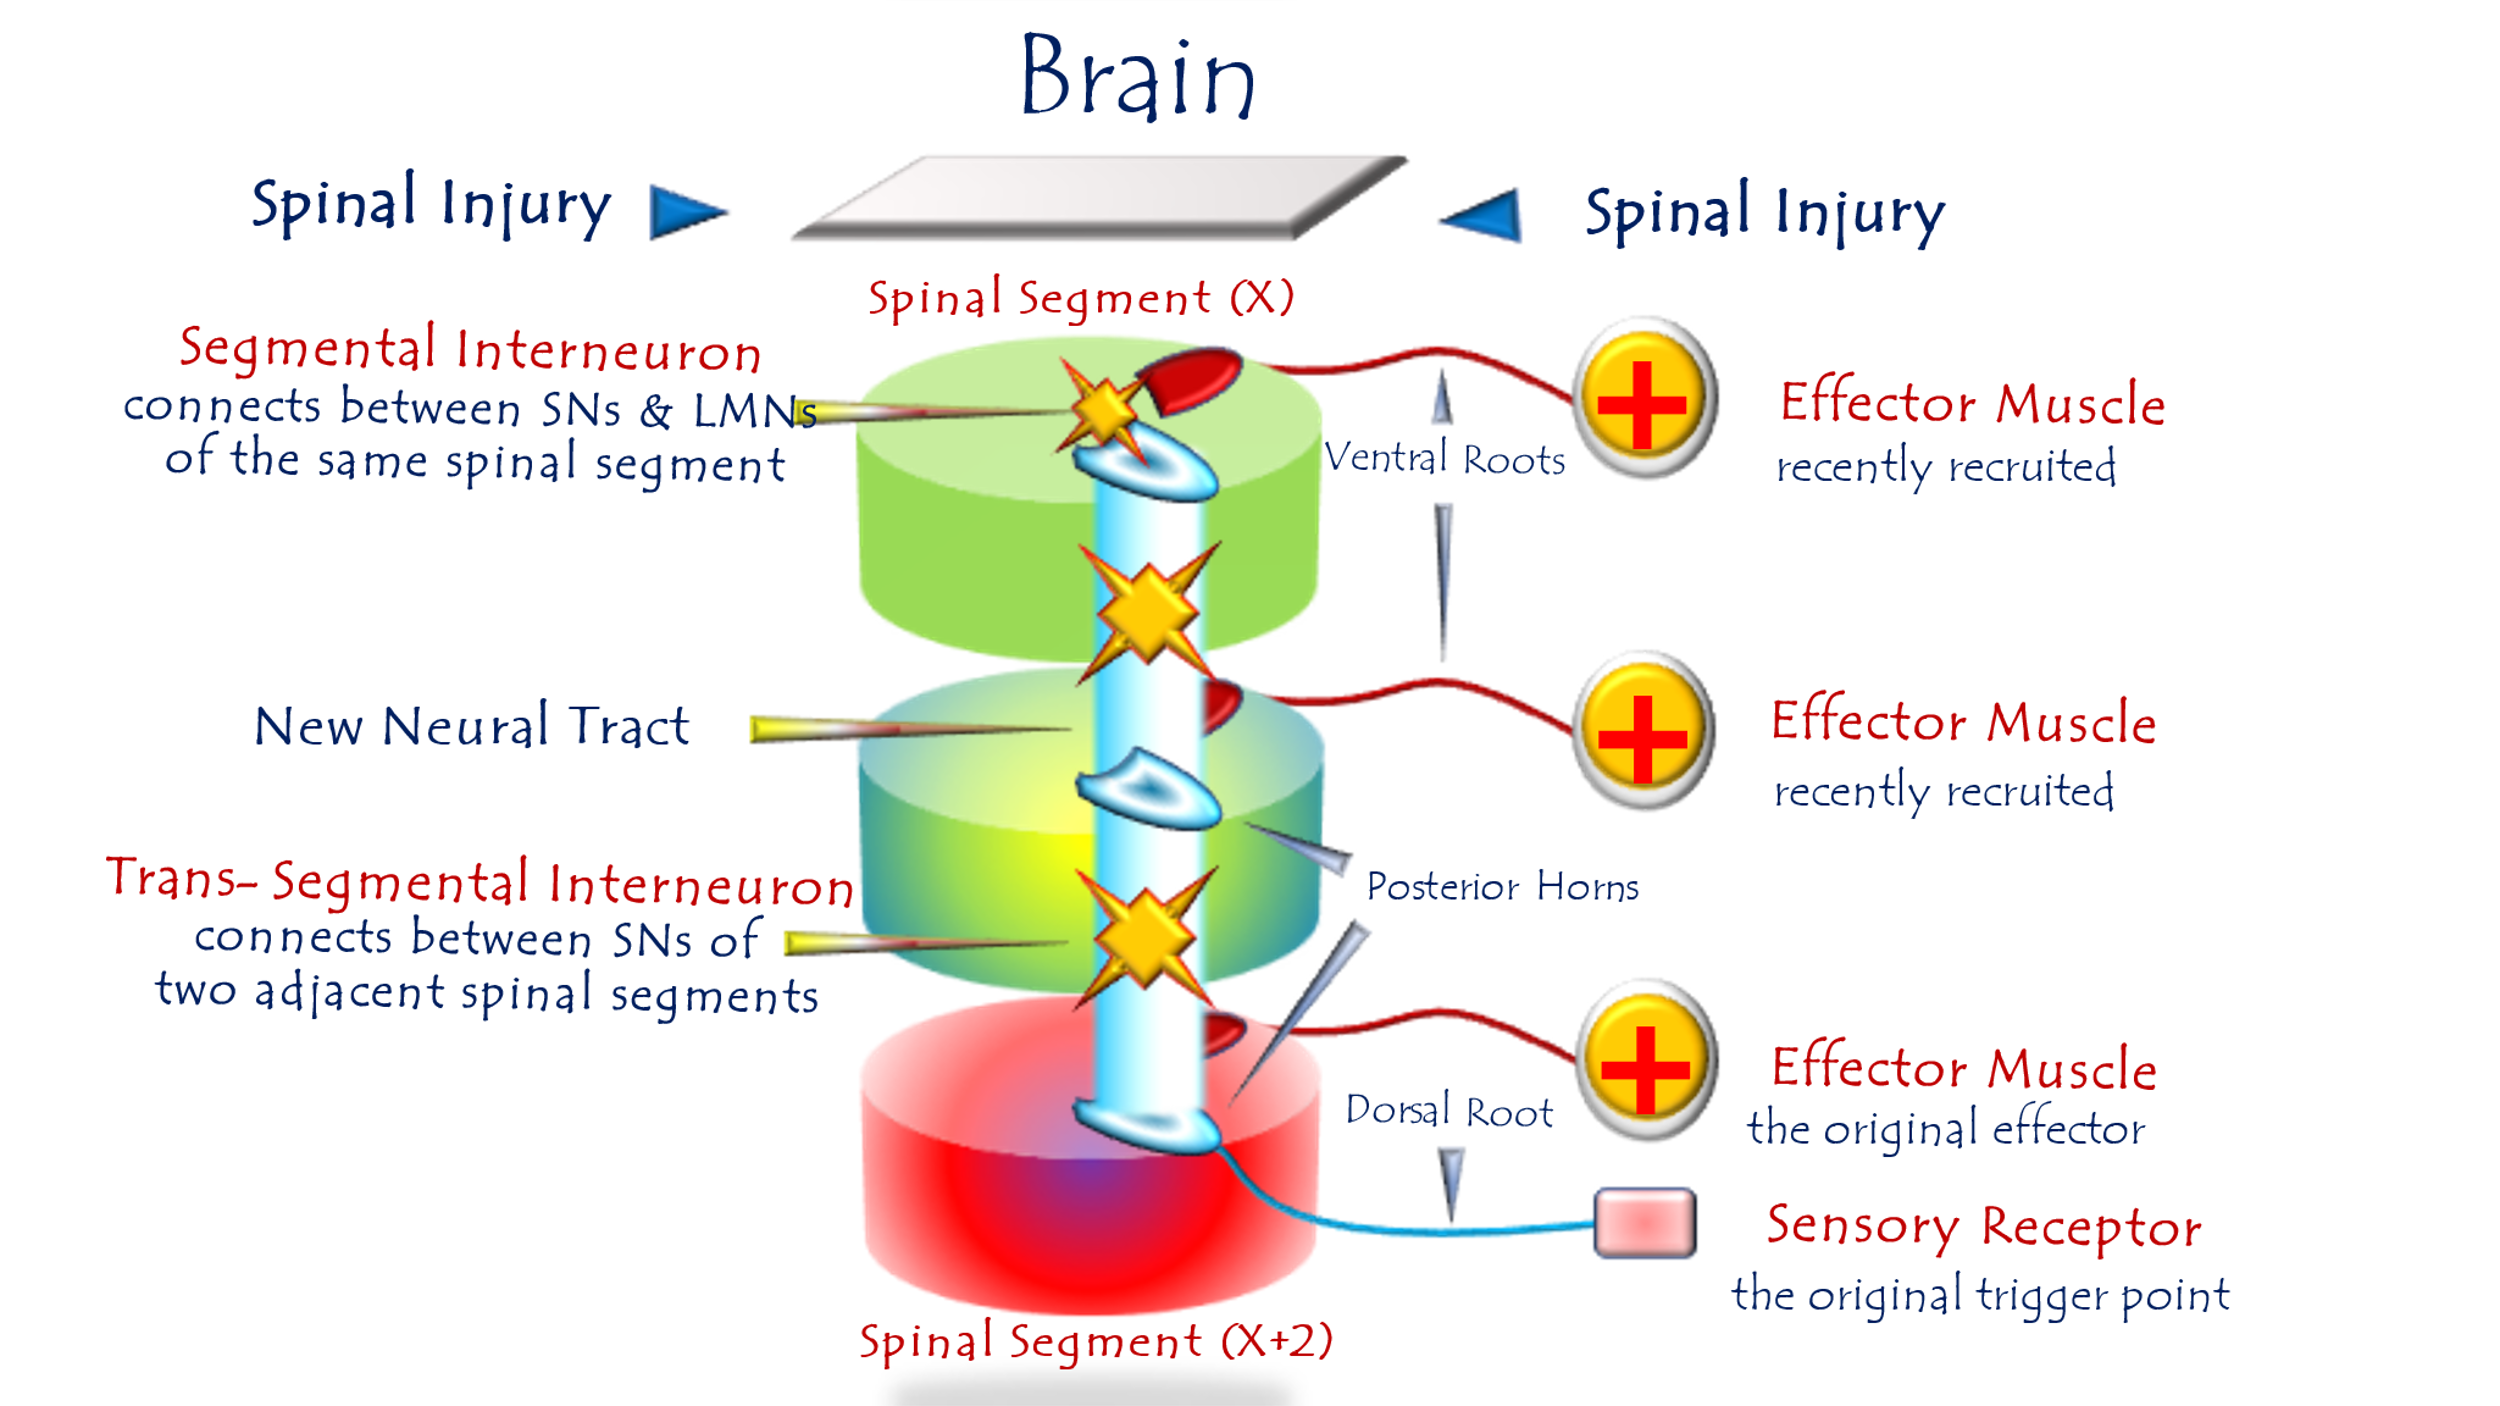 Brain
Spinal Injury
Spinal Injury
Spinal Segment (X)
Segmental Interneuron
connects between SNs & LMNs
of the same spinal segment
Effector Muscle
recently recruited
Ventral Roots
New Neural Tract
Effector Muscle
recently recruited
Trans- Segmental Interneuron
connects between SNs of
two adjacent spinal segments
Posterior Horns
Effector Muscle
the original effector
Dorsal Root
Sensory Receptor
the original trigger point
Spinal Segment (X+2)